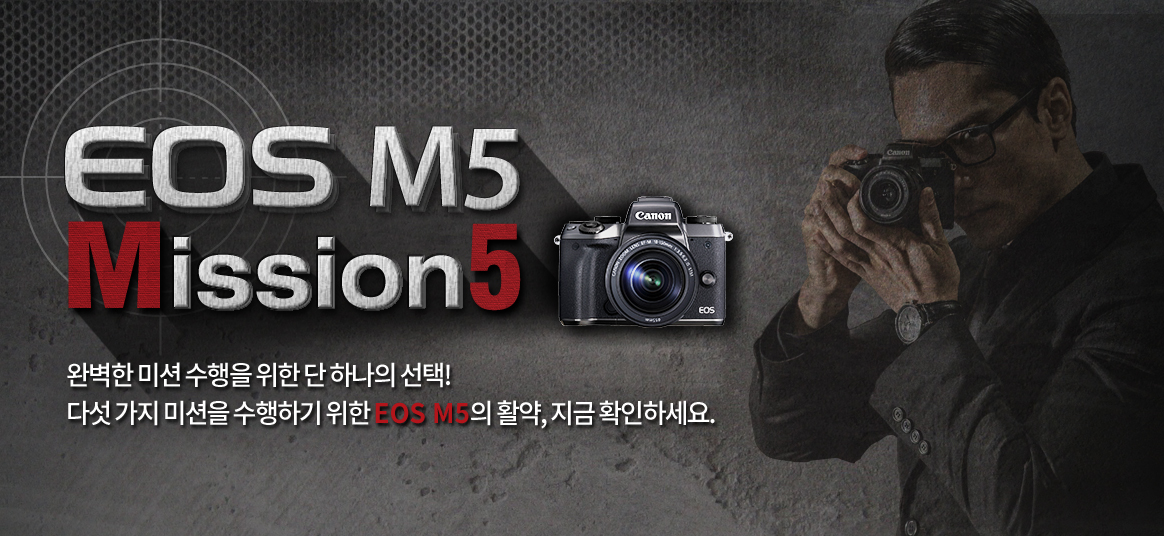 EOS M5
Mission5
Canon
EOS
Canon
완벽한 미션 수행을 위한 단 하나의 선택!
다섯 가지 미션을 수행하기 위한 EOS M5의 활약, 지금 확인하세요.